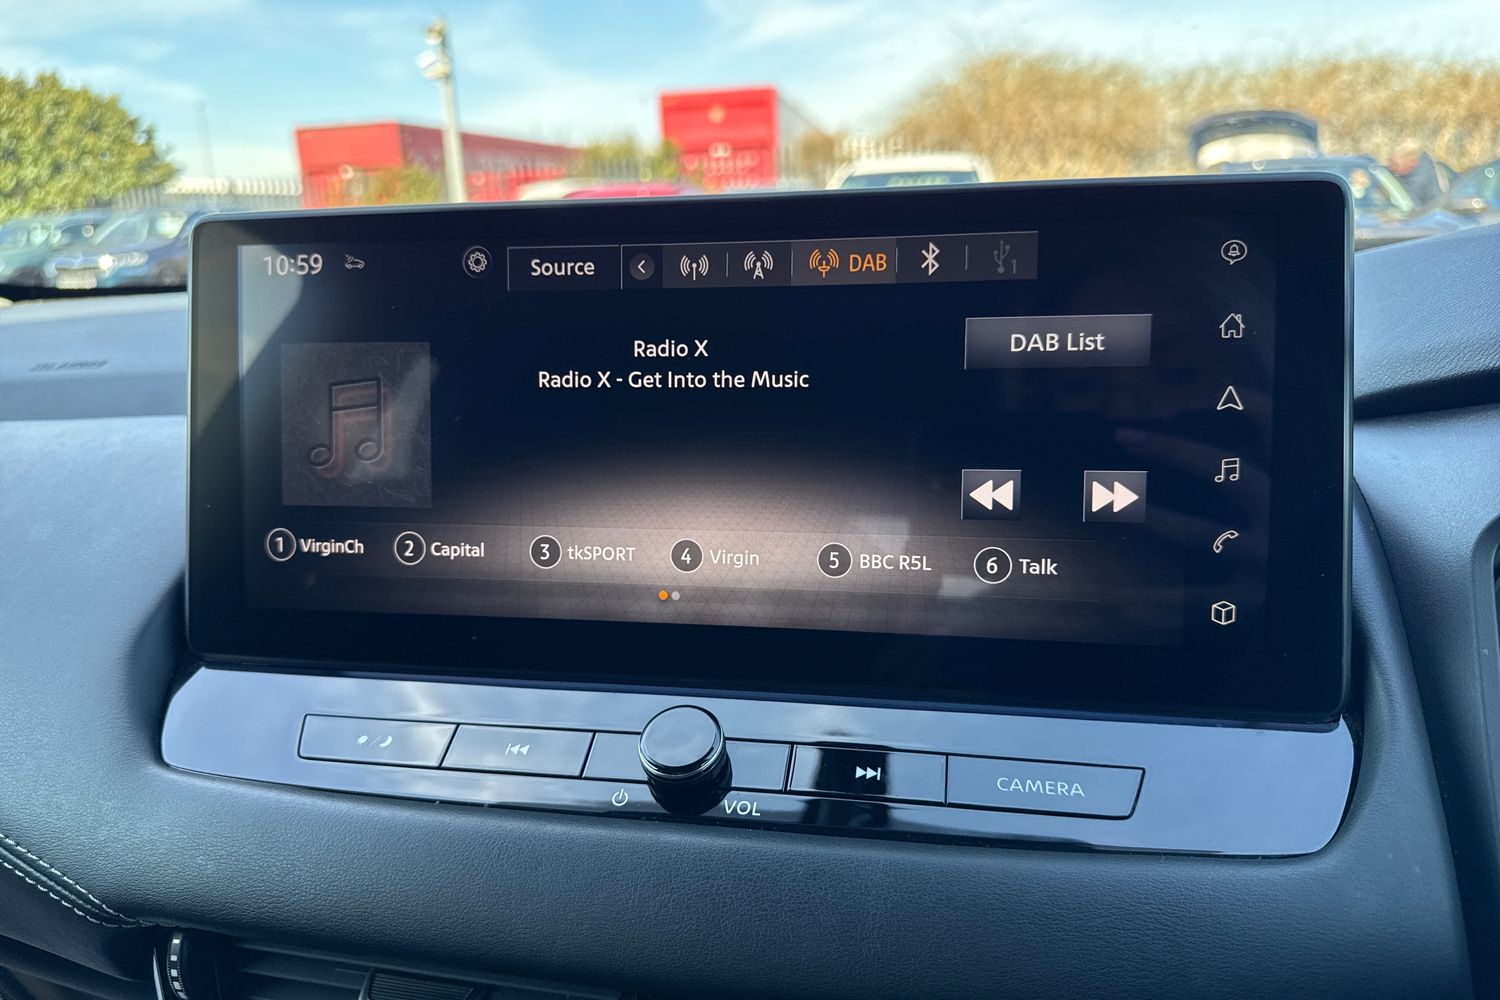 10:59
Source
DAB
1
Radio X
DAB List
Radio X - Get Into the Music
1 VirginCh
2 Capital
3 tkSPORT
4 Virgin
5 BBC R5L
6 Talk
VOL
CAMERA